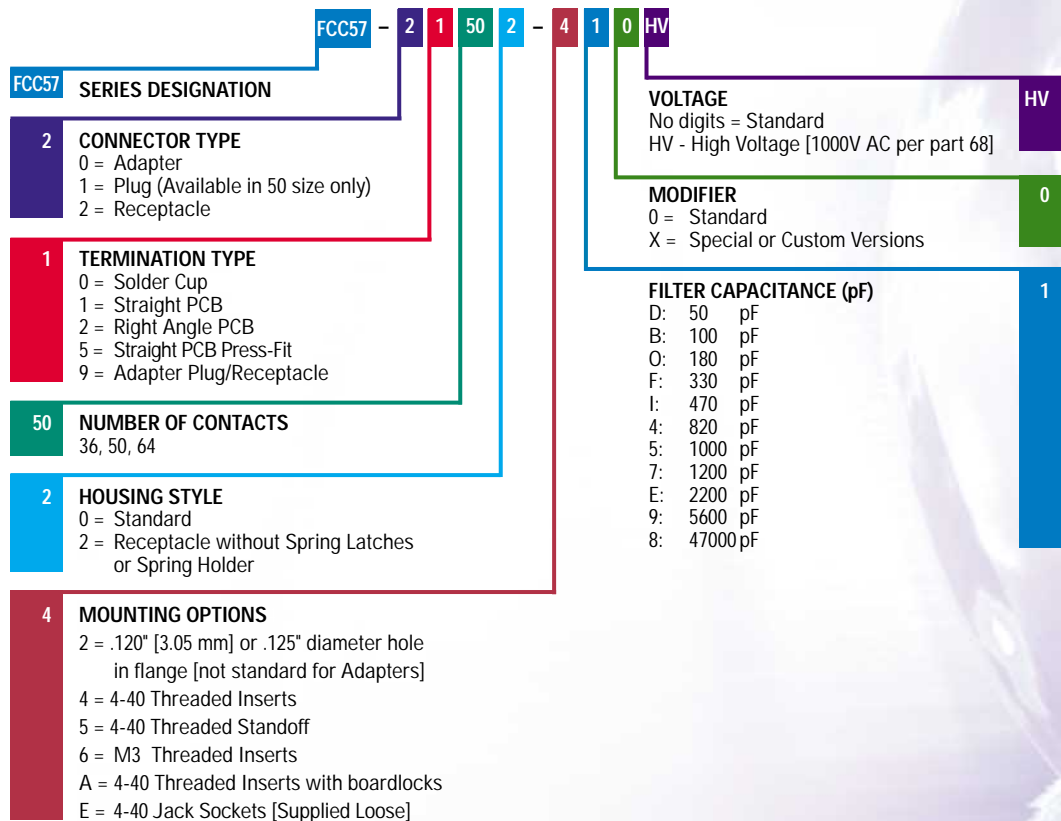 FCC57 – 2 1 50 2 - 4 1 0 HV
FCC57 SERIES DESIGNATION
2 CONNECTOR TYPE
0 = Adapter
1 = Plug (Available in 50 size only)
2 = Receptacle
1 TERMINATION TYPE
0 = Solder Cup
1 = Straight PCB
2 = Right Angle PCB
5 = Straight PCB Press-Fit
9 = Adapter Plug/Receptacle
50 NUMBER OF CONTACTS
36, 50, 64
2 HOUSING STYLE
0 = Standard
2 = Receptacle without Spring Latches
or Spring Holder
4 MOUNTING OPTIONS
2 = .120" [3.05 mm] or .125" diameter hole
in flange [not standard for Adapters]
4 = 4-40 Threaded Inserts
5 = 4-40 Threaded Standoff
6 = M3 Threaded Inserts
A = 4-40 Threaded Inserts with boardlocks
E = 4-40 Jack Sockets [Supplied Loose]
VOLTAGE HV
No digits = Standard
HV - High Voltage [1000V AC per part 68]
MODIFIER 0
0 = Standard
X = Special or Custom Versions
FILTER CAPACITANCE (pF) 1
D: 50 pF
B: 100 pF
O: 180 pF
F: 330 pF
I: 470 pF
4: 820 pF
5: 1000 pF
7: 1200 pF
E: 2200 pF
9: 5600 pF
8: 47000 pF